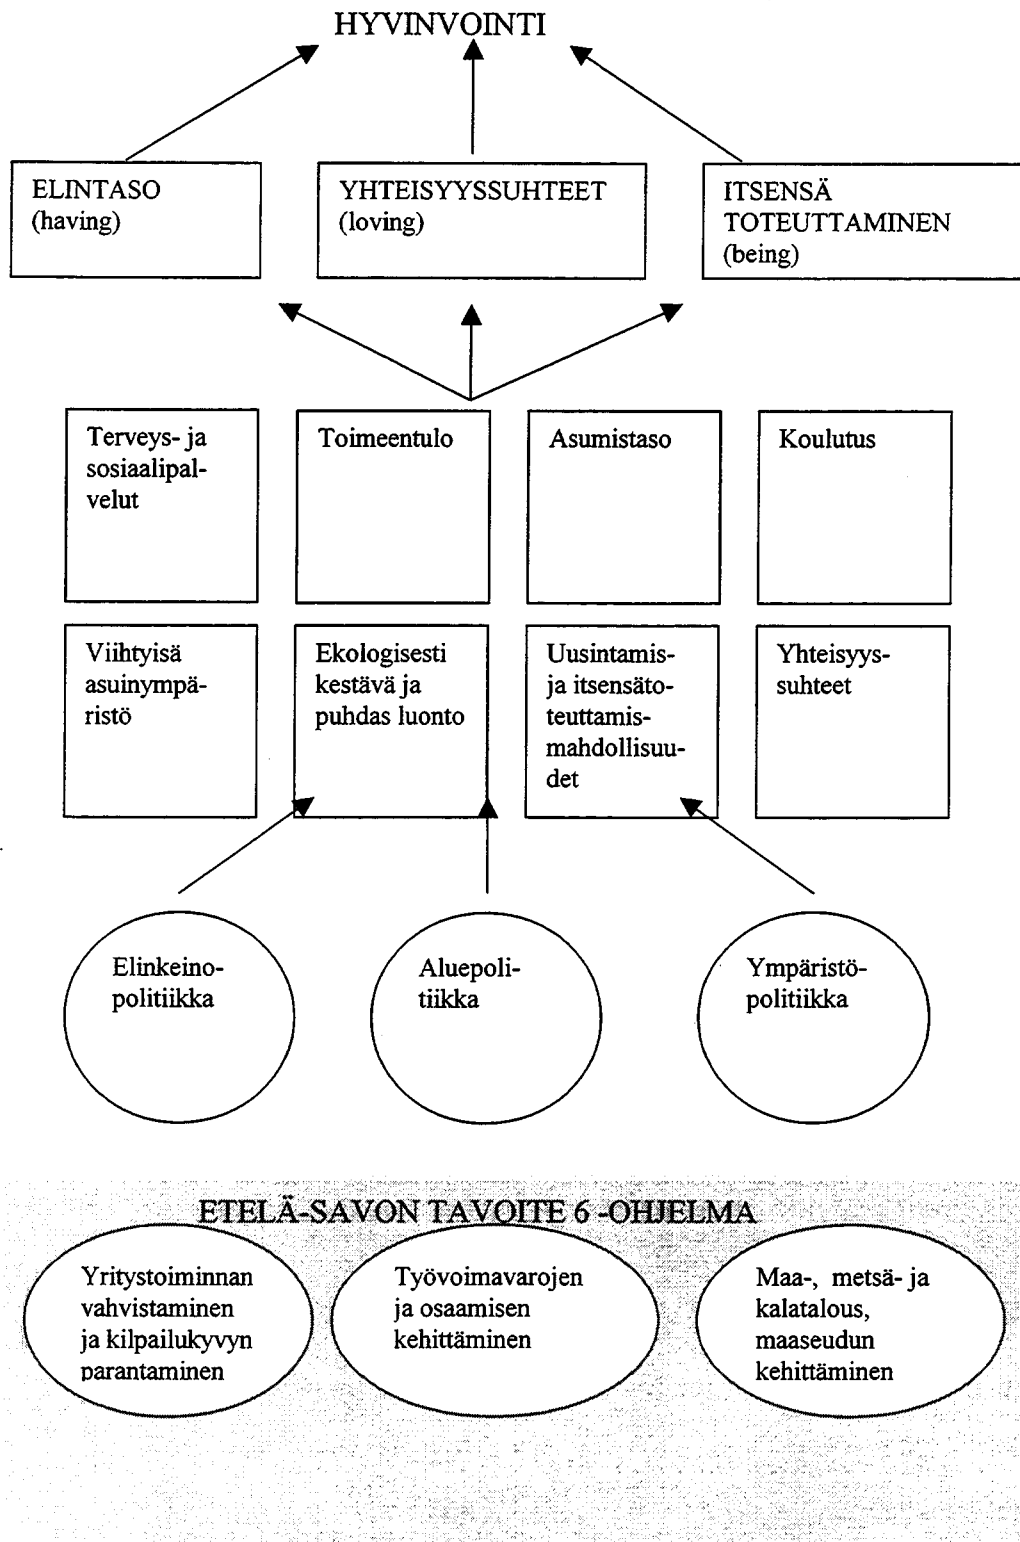 HYVINVOINTI
ELINTASO
(having)
YHTEISYYSSUHTEET
(loving)
ITSENSÄ
TOTEUTTAMINEN
(being)
Terveys- ja
sosiaalipal-
velut
Toimeentulo
Asumistaso
Koulutus
Viihtyisä
asuinympä-
ristö
Ekologisesti
kestävä ja
puhdas luonto
Uusintamis-
ja itsensäto-
teuttamis-
mahdollisuu-
det
Yhteisyys-
suhteet
Elinkeino-
politiikka
Aluepoli-
tiikka
Ympäristö-
politiikka
ETELÄ-SAVON TAVOITE 6 -OHJELMA
Yritystoiminnan
vahvistaminen
ja kilpailukyvyn
parantaminen
Työvoimavarojen
ja osaamisen
kehittäminen
Maa-, metsä- ja
kalatalous,
maaseudun
kehittäminen